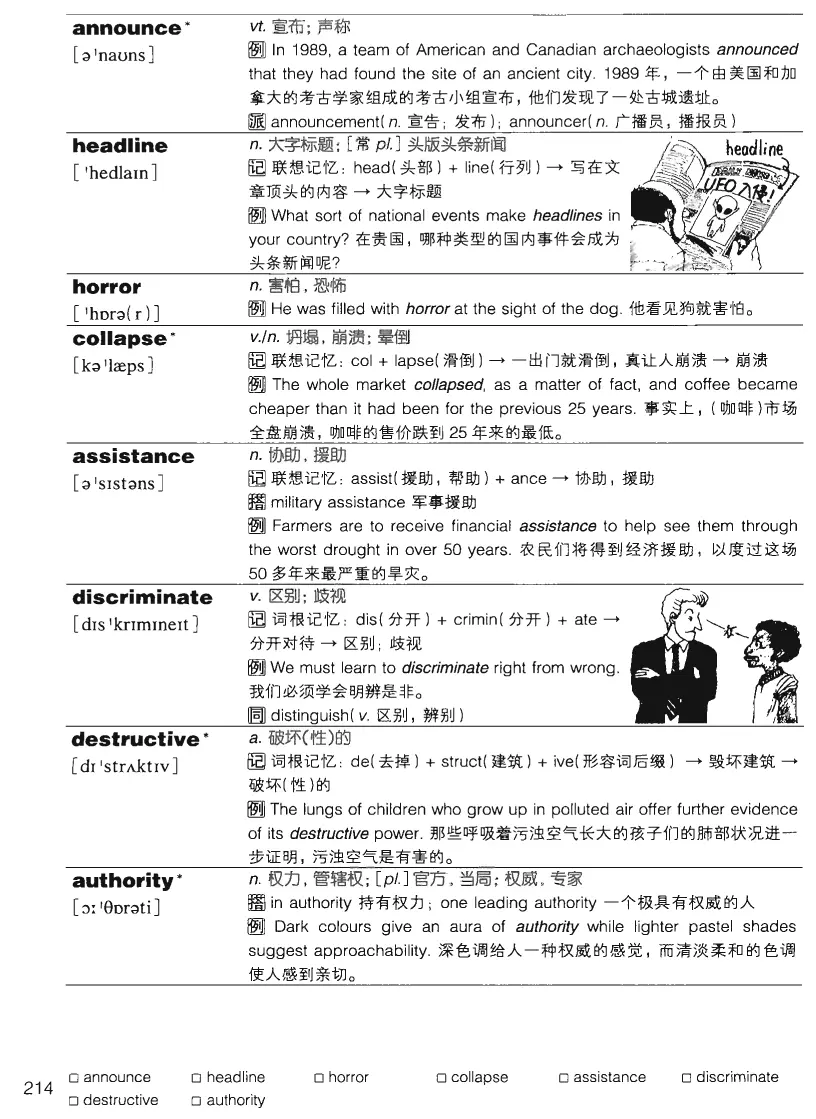 announce*
[əˈnaʊns]
vt. 宣布；声称
例 In 1989, a team of American and Canadian archaeologists announced
that they had found the site of an ancient city. 1989 年，一个由美国和加
拿大的考古学家组成的考古小组宣布，他们发现了一处古城遗址。
派 announcement( n. 宣告；发布)；announcer( n. 广播员，播报员)
headline
[ˈhedlaɪn]
n. 大字标题；[常 pl.] 头版头条新闻
记 联想记忆：head( 头部 ) + line( 行列 ) → 写在文
章顶头的内容 → 大字标题
例 What sort of national events make headlines in
your country? 在贵国，哪种类型的国内事件会成为
头条新闻呢？
headline
DAILY NEWS
UFO入侵!
horror
[ˈhɒrə(r)]
n. 害怕，恐怖
例 He was filled with horror at the sight of the dog. 他看见狗就害怕。
collapse*
[kəˈlæps]
v./n. 坍塌，崩溃；晕倒
记 联想记忆：col + lapse( 滑倒 ) → 一出门就滑倒，真让人崩溃 → 崩溃
例 The whole market collapsed, as a matter of fact, and coffee became
cheaper than it had been for the previous 25 years. 事实上，( 咖啡 )市场
全盘崩溃，咖啡的售价跌到 25 年来的最低。
assistance
[əˈsɪstəns]
n. 协助，援助
记 联想记忆：assist( 援助，帮助 ) + ance → 协助，援助
搭 military assistance 军事援助
例 Farmers are to receive financial assistance to help see them through
the worst drought in over 50 years. 农民们将得到经济援助，以度过这场
50 多年来最严重的旱灾。
discriminate
[dɪsˈkrɪmɪneɪt]
v. 区别；歧视
记 词根记忆：dis( 分开 ) + crimin( 分开 ) + ate →
分开对待 → 区别；歧视
例 We must learn to discriminate right from wrong.
我们必须学会明辨是非。
同 distinguish( v. 区别，辨别 )
destructive*
[dɪˈstrʌktɪv]
a. 破坏(性)的
记 词根记忆：de( 去掉 ) + struct( 建筑 ) + ive( 形容词后缀 ) → 毁坏建筑 →
破坏( 性 )的
例 The lungs of children who grow up in polluted air offer further evidence
of its destructive power. 那些呼吸着污浊空气长大的孩子们的肺部状况进一
步证明，污浊空气是有害的。
authority*
[ɔːˈθɒrəti]
n. 权力，管辖权；[pl.] 官方，当局；权威，专家
搭 in authority 持有权力；one leading authority 一个极具有权威的人
例 Dark colours give an aura of authority while lighter pastel shades
suggest approachability. 深色调给人一种权威的感觉，而清淡柔和的色调
使人感到亲切。
□ announce □ headline □ horror □ collapse □ assistance □ discriminate
214
□ destructive □ authority